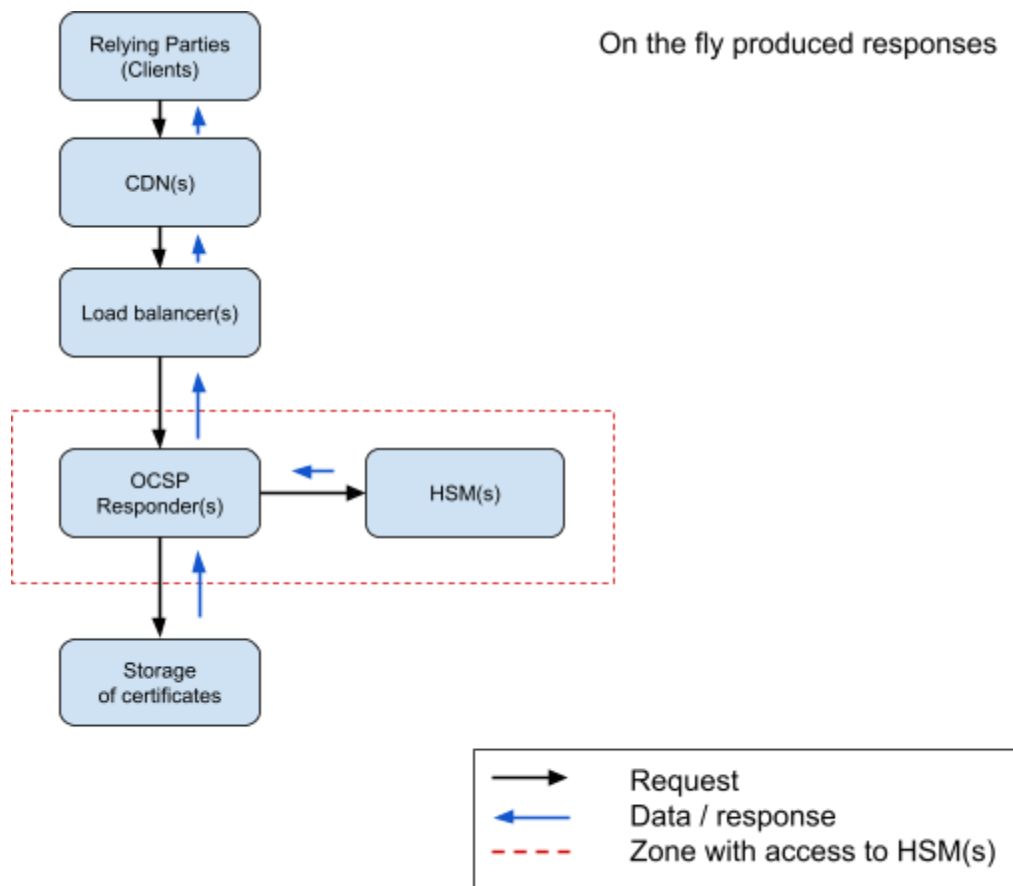 Relying Parties
(Clients)
On the fly produced responses
CDN(s)
Load balancer(s)
OCSP
Responder(s)
HSM(s)
Storage
of certificates
Request
Data / response
Zone with access to HSM(s)